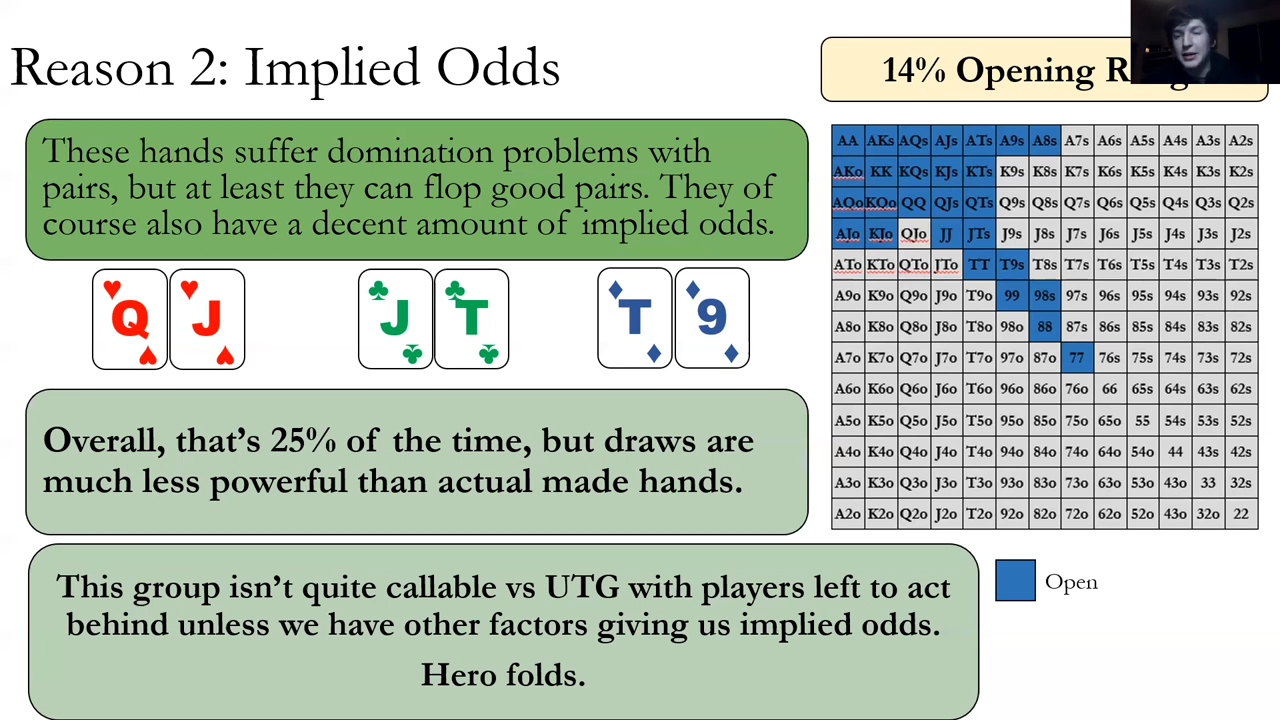 Reason 2: Implied Odds
14% Opening
These hands suffer domination problems with
pairs, but at least they can flop good pairs. They of
course also have a decent amount of implied odds.
Q J J T T 9
Overall, that's 25% of the time, but draws are
much less powerful than actual made hands.
This group isn't quite callable vs UTG with players left to act
behind unless we have other factors giving us implied odds.
Hero folds.
AA AKs AQs AJs ATs A9s A8s A7s A6s A5s A4s A3s A2s
AKo KK KQs KJs KTs K9s K8s K7s K6s K5s K4s K3s K2s
AQo KQo QQ QJs QTs Q9s Q8s Q7s Q6s Q5s Q4s Q3s Q2s
AJo KJo QJo JJ JTs J9s J8s J7s J6s J5s J4s J3s J2s
ATo KTo QTo JTo TT T9s T8s T7s T6s T5s T4s T3s T2s
A9o K9o Q9o J9o T9o 99 98s 97s 96s 95s 94s 93s 92s
A8o K8o Q8o J8o T8o 98o 88 87s 86s 85s 84s 83s 82s
A7o K7o Q7o J7o T7o 97o 87o 77 76s 75s 74s 73s 72s
A6o K6o Q6o J6o T6o 96o 86o 76o 66 65s 64s 63s 62s
A5o K5o Q5o J5o T5o 95o 85o 75o 65o 55 54s 53s 52s
A4o K4o Q4o J4o T4o 94o 84o 74o 64o 54o 44 43s 42s
A3o K3o Q3o J3o T3o 93o 83o 73o 63o 53o 43o 33 32s
A2o K2o Q2o J2o T2o 92o 82o 72o 62o 52o 42o 32o 22
Open